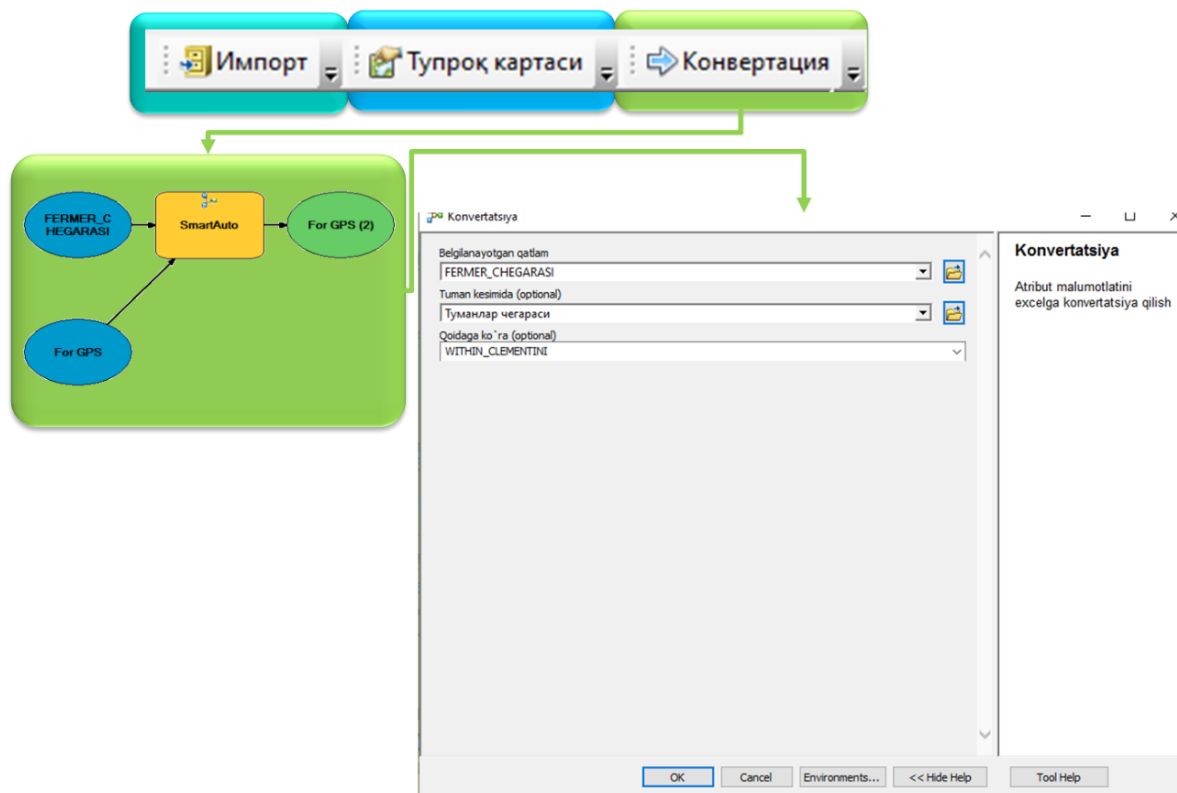 Импорт
Тупроқ картаси
Конвертация
FERMER_C
HEGARASI
SmartAuto
For GPS (2)
For GPS
Konvertatsiya
Belgilanayotgan qatlam
FERMER_CHEGARASI
Tuman kesimida (optional)
Туманлар чегараси
Qoidaga ko`ra (optional)
WITHIN_CLEMENTINI
Konvertatsiya
Atribut malumotlatini
excelga konvertatsiya qilish
OK
Cancel
Environments...
<< Hide Help
Tool Help